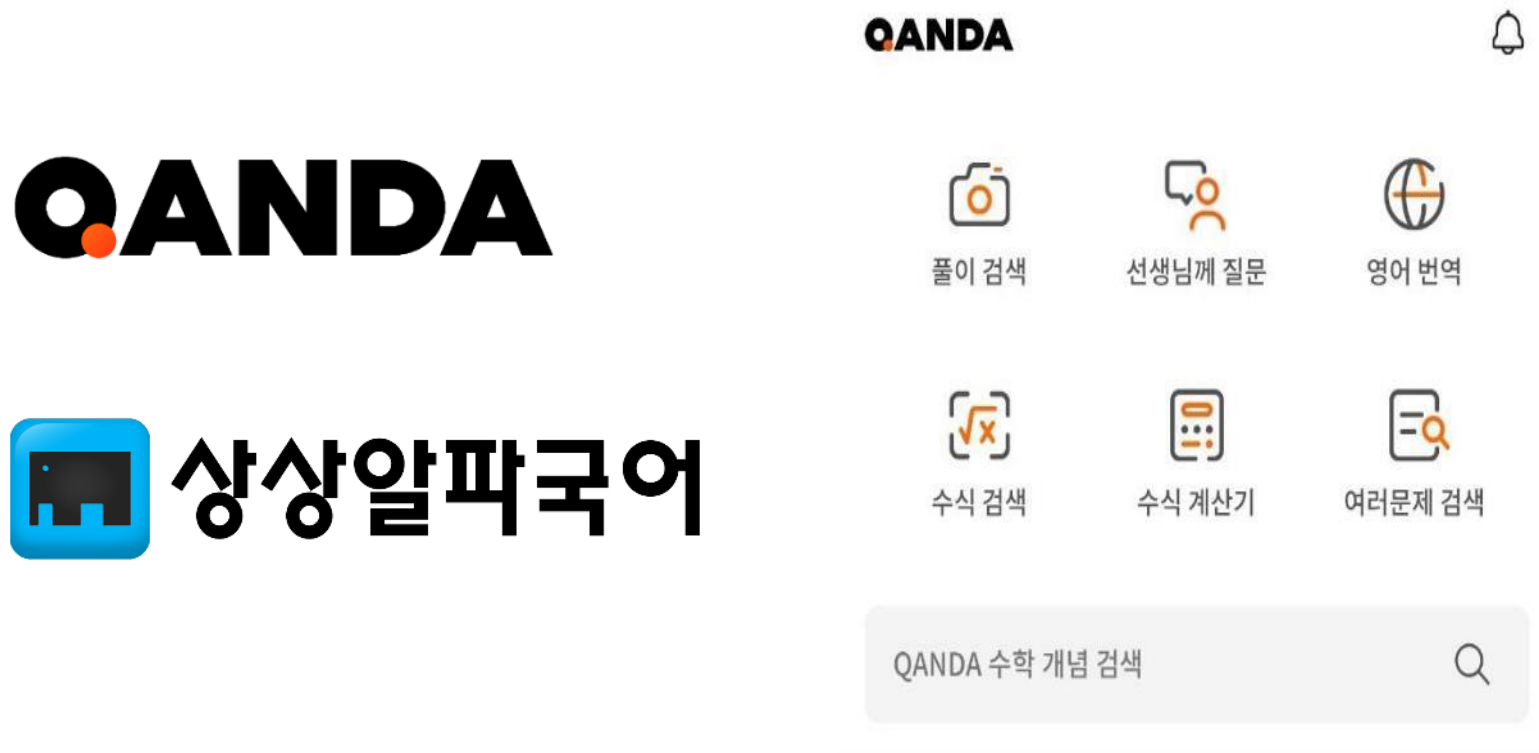 QANDA
상상알파국어
QANDA
풀이 검색
선생님께 질문
영어 번역
수식 검색
수식 계산기
여러문제 검색
QANDA 수학 개념 검색